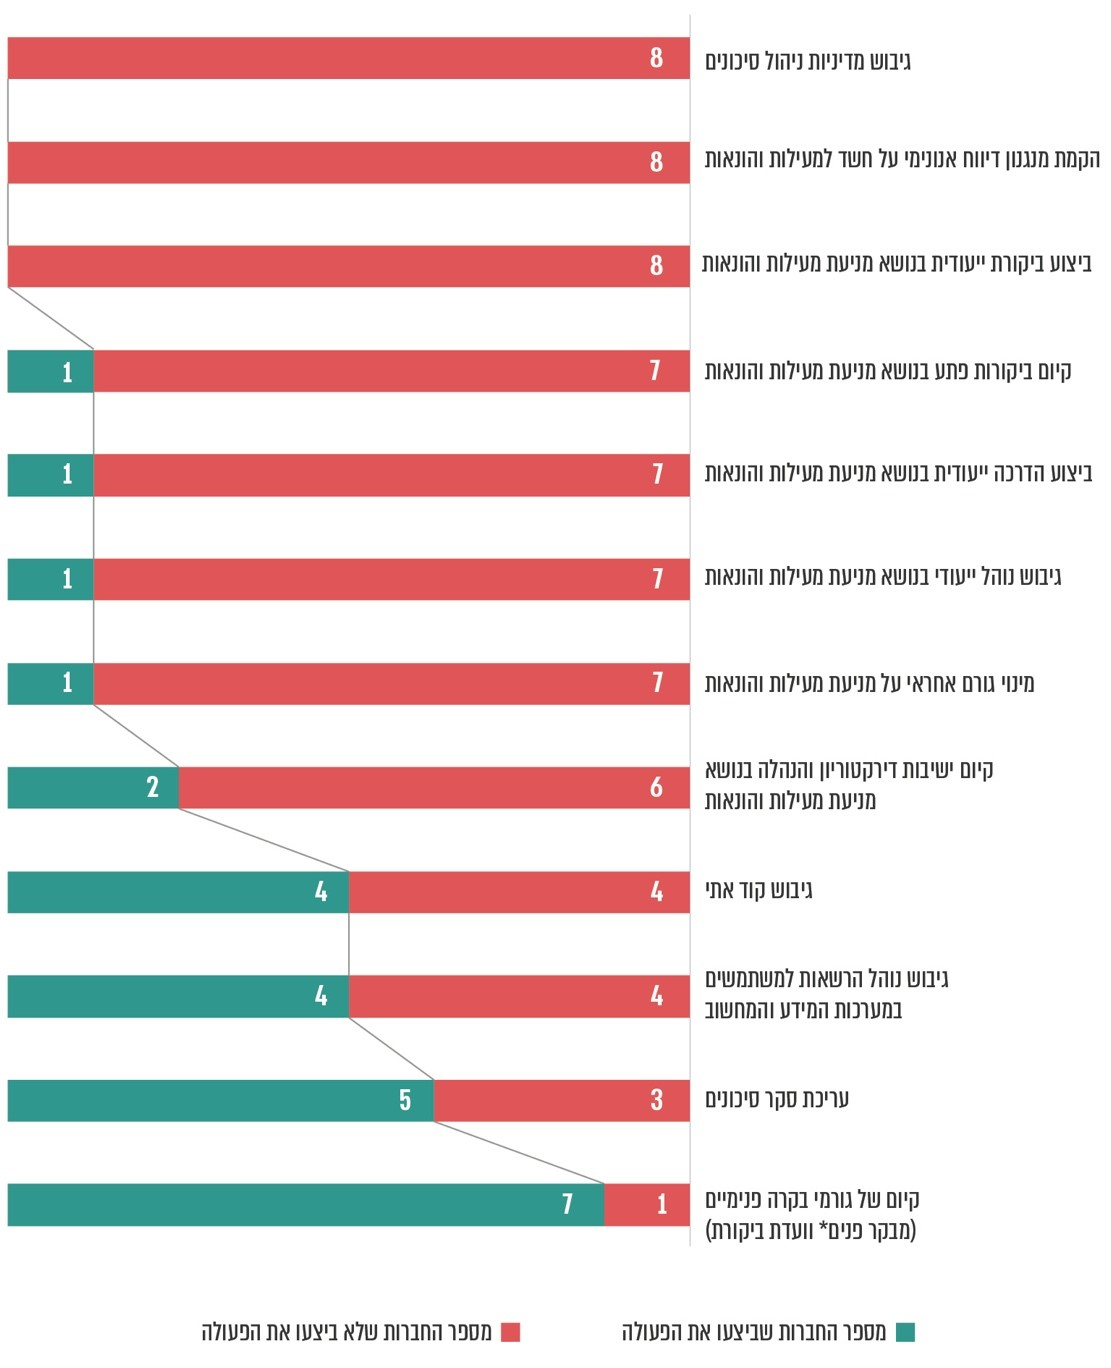 גיבוש מדיניות ניהול סיכונים
8
הקמת מנגנון דיווח אנונימי על חשד למעילות והונאות
8
ביצוע ביקורת ייעודית בנושא מניעת מעילות והונאות
8
קיום ביקורות פתע בנושא מניעת מעילות והונאות
7
1
ביצוע הדרכה ייעודית בנושא מניעת מעילות והונאות
7
1
גיבוש נוהל ייעודי בנושא מניעת מעילות והונאות
7
1
מינוי גורם אחראי על מניעת מעילות והונאות
7
1
קיום ישיבות דירקטוריון והנהלה בנושא
מניעת מעילות והונאות
6
2
גיבוש קוד אתי
4
4
גיבוש נוהל הרשאות למשתמשים
במערכות המידע והמחשוב
4
4
עריכת סקר סיכונים
3
5
קיום של גורמי בקרה פנימיים
(מבקר פנים* וועדת ביקורת)
1
7
מספר החברות שביצעו את הפעולה
מספר החברות שלא ביצעו את הפעולה